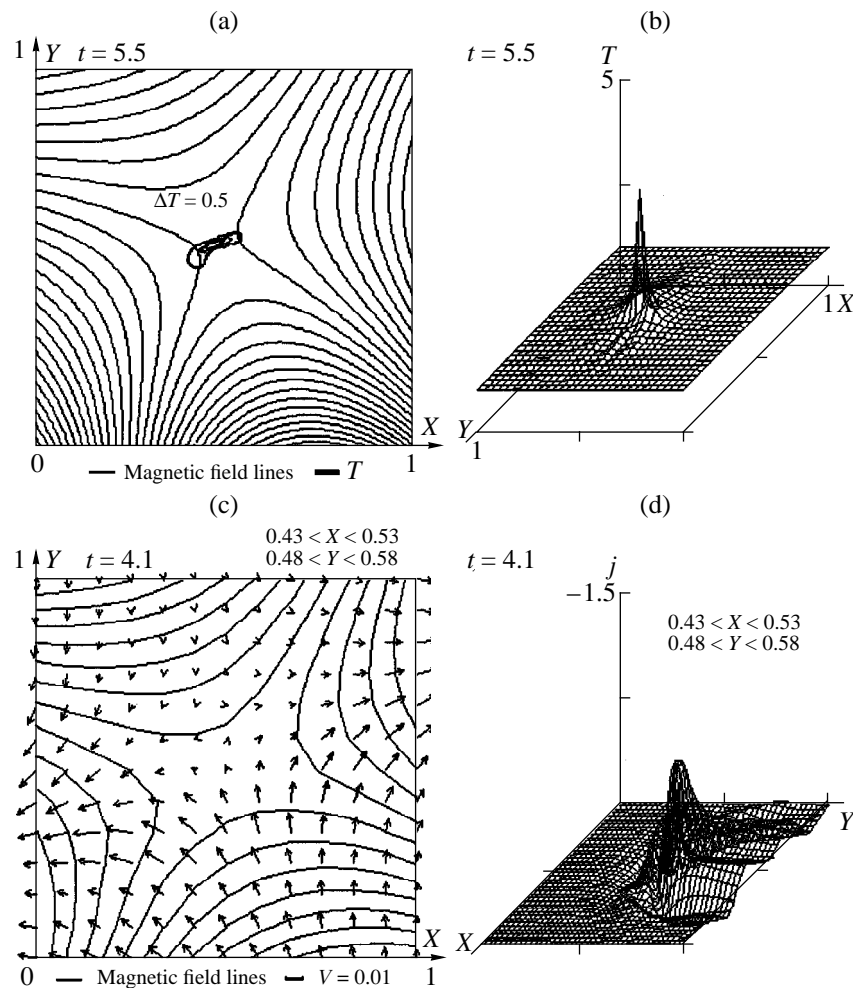 (a)
1 Y t = 5.5
ΔT = 0.5
X
0 1
Magnetic field lines T
(b)
t = 5.5 T
5
1 X
Y
1
(c)
0.43 < X < 0.53
1 Y t = 4.1 0.48 < Y < 0.58
X
0 1
Magnetic field lines V = 0.01
(d)
t = 4.1 j
−1.5
0.43 < X < 0.53
0.48 < Y < 0.58
Y
X